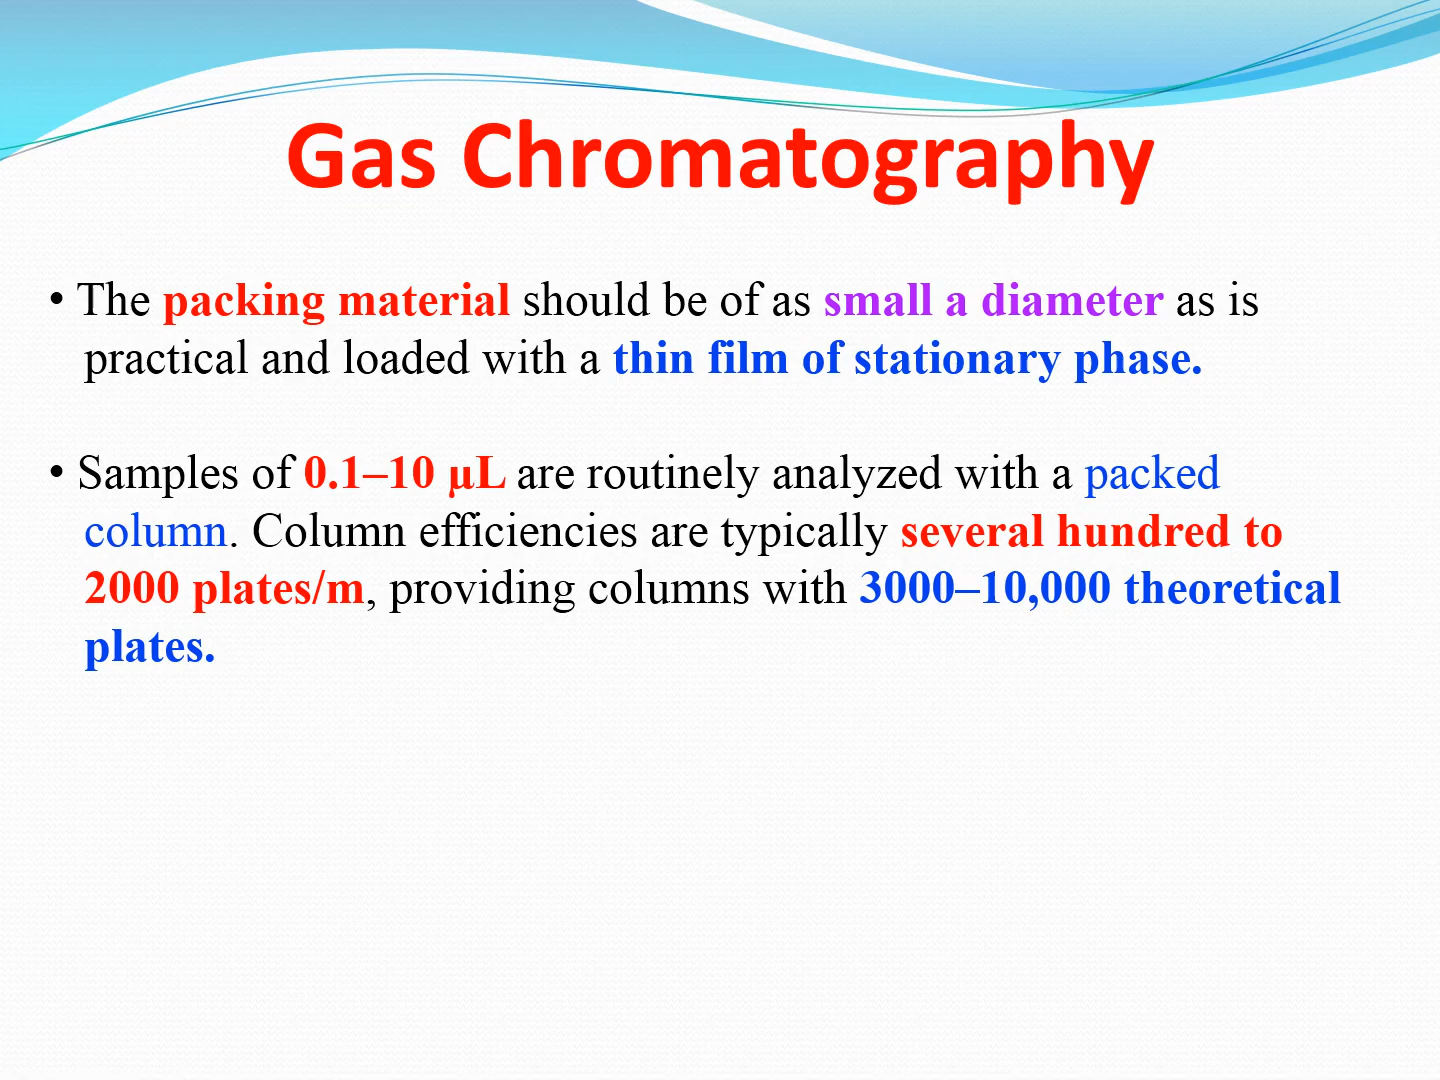 Gas Chromatography
• The packing material should be of as small a diameter as is
practical and loaded with a thin film of stationary phase.
• Samples of 0.1–10 µL are routinely analyzed with a packed
column. Column efficiencies are typically several hundred to
2000 plates/m, providing columns with 3000–10,000 theoretical
plates.